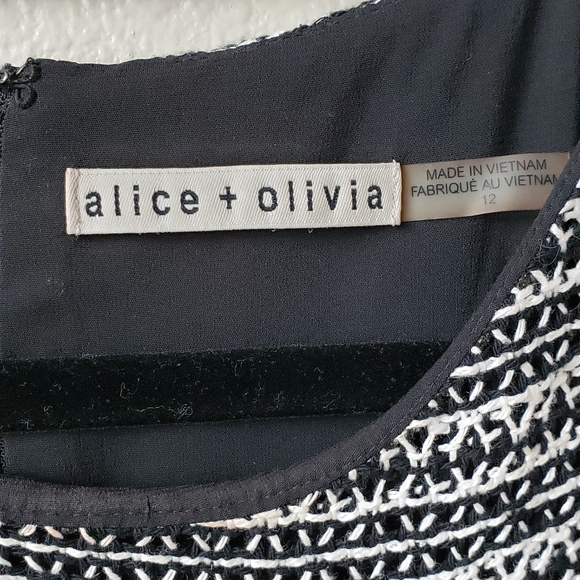 alice + olivia
MADE IN VIETNAM
FABRIQUÉ AU VIETNAM
12